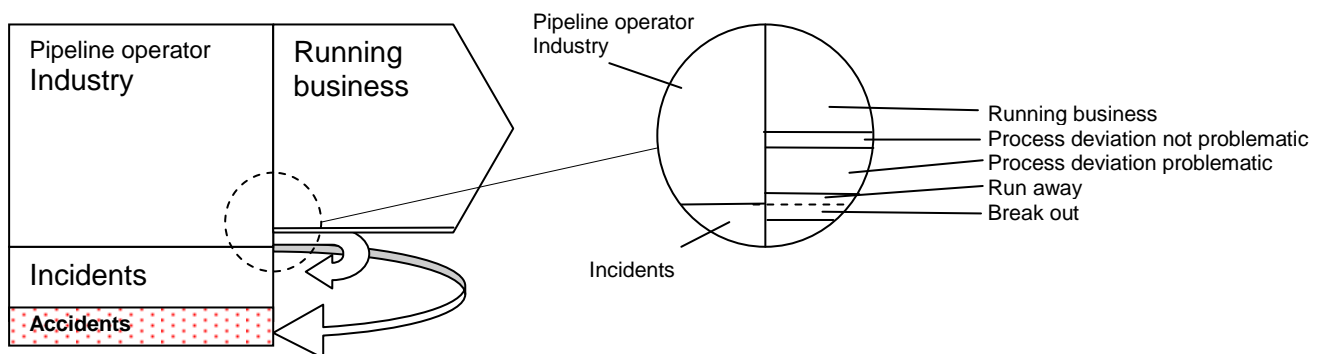 Pipeline operator
Industry
Running
business
Incidents
Accidents
Pipeline operator
Industry
Running business
Process deviation not problematic
Process deviation problematic
Run away
Break out
Incidents